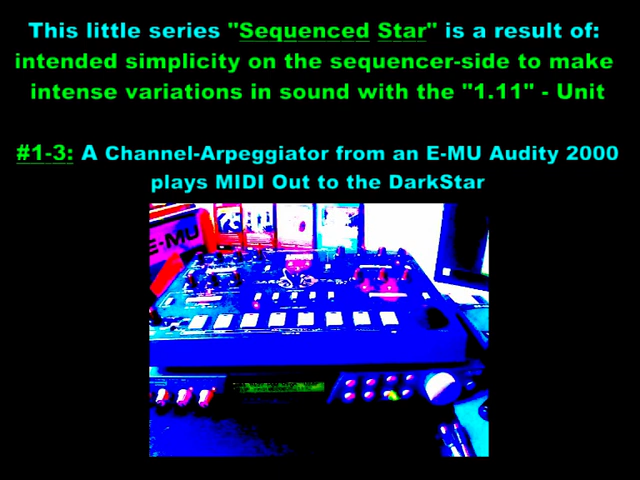 This little series "Sequenced Star" is a result of:
intended simplicity on the sequencer-side to make
intense variations in sound with the "1.11" - Unit
#1-3: A Channel-Arpeggiator from an E-MU Audity 2000
plays MIDI Out to the DarkStar
E-MU